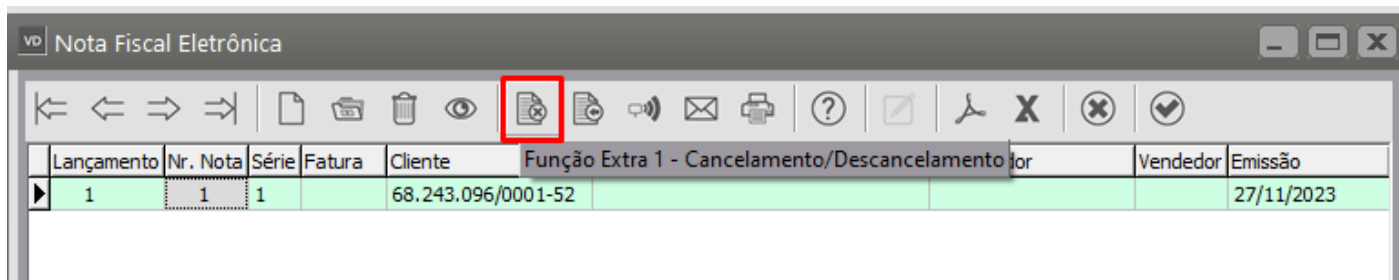 VD Nota Fiscal Eletrônica
Função Extra 1 - Cancelamento/Descancelamento
Lançamento Nr. Nota Série Fatura Cliente dor Vendedor Emissão
1 1 1 68.243.096/0001-52 27/11/2023